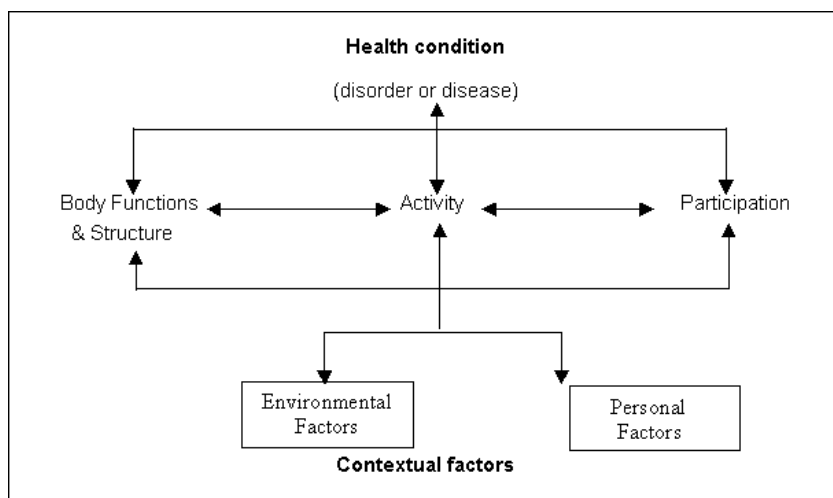 Health condition
(disorder or disease)
Body Functions
& Structure
Activity
Participation
Environmental
Factors
Personal
Factors
Contextual factors